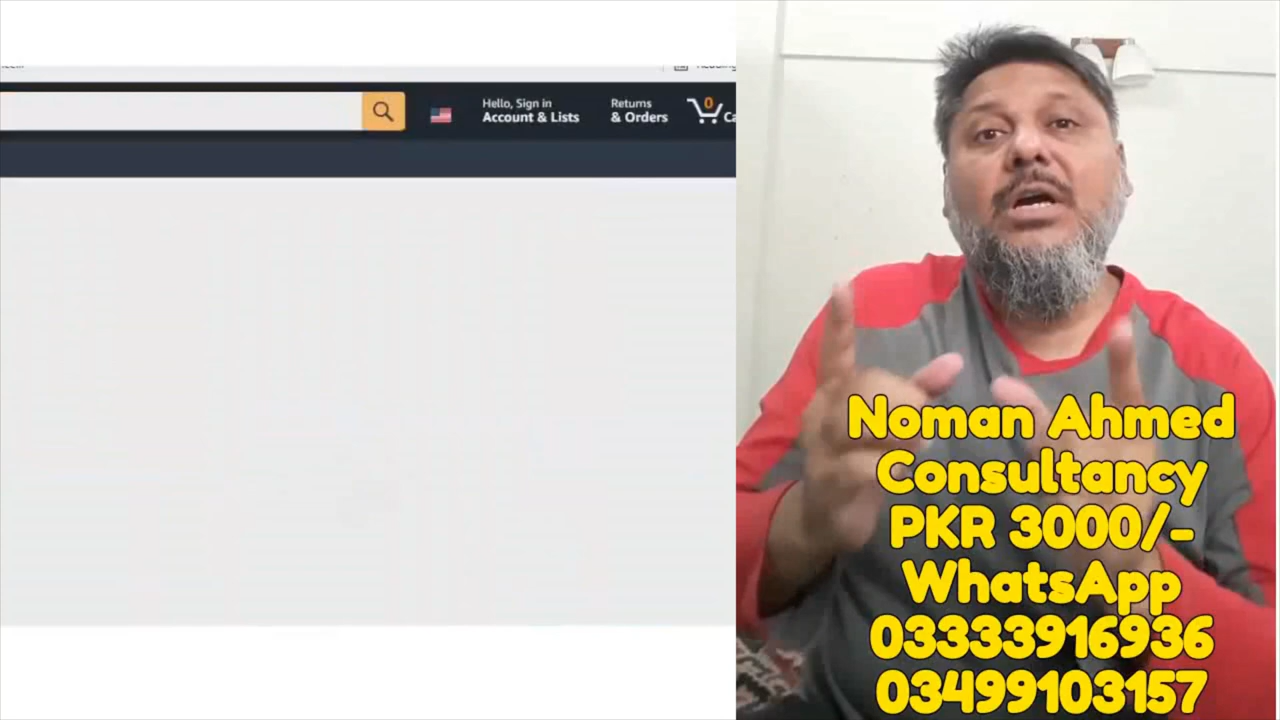 Hello, Sign in
Account & Lists
Returns
& Orders
0
Noman Ahmed
Consultancy
PKR 3000/-
WhatsApp
03333916936
03499103157